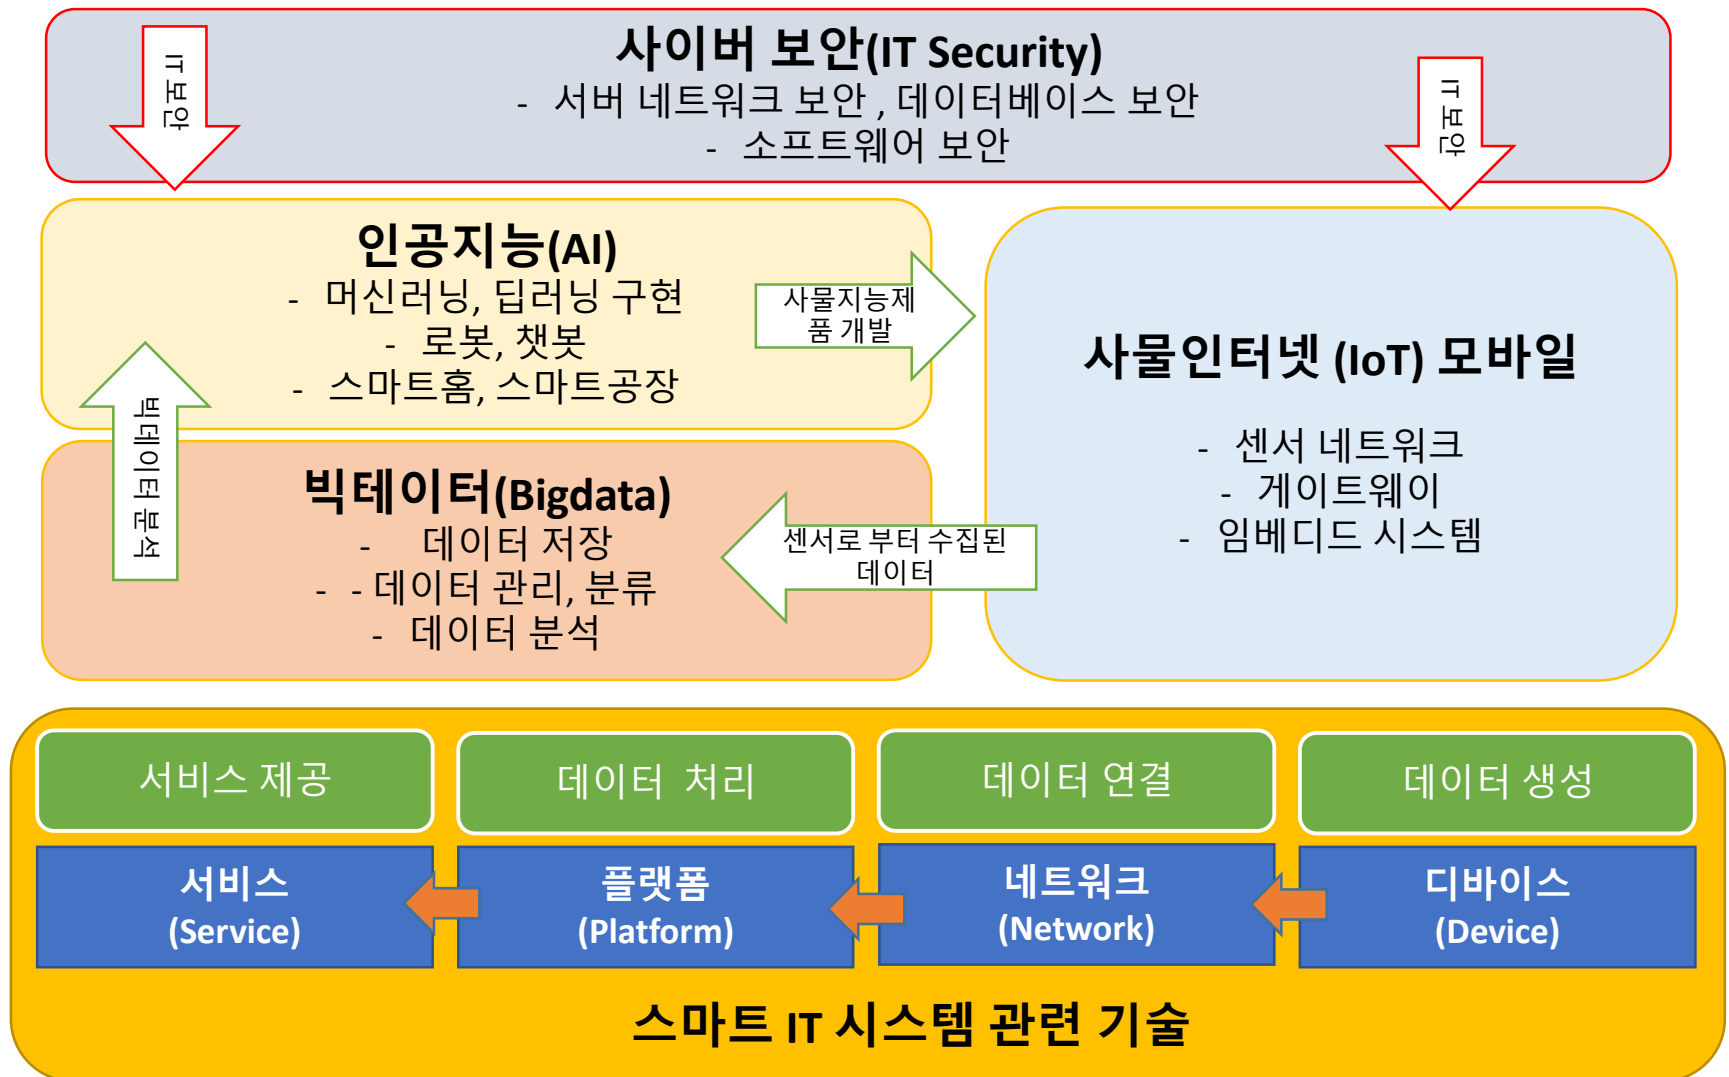 사이버 보안(IT Security)
- 서버 네트워크 보안 , 데이터베이스 보안
- 소프트웨어 보안
IT 보안
IT 보안
인공지능(AI)
- 머신러닝, 딥러닝 구현
- 로봇, 챗봇
- 스마트홈, 스마트공장
사물지능제
품 개발
사물인터넷 (IoT) 모바일
- 센서 네트워크
- 게이트웨이
- 임베디드 시스템
빅데이터 분석
빅테이터(Bigdata)
- 데이터 저장
- - 데이터 관리, 분류
- 데이터 분석
센서로 부터 수집된
데이터
서비스 제공
데이터 처리
데이터 연결
데이터 생성
서비스
(Service)
플랫폼
(Platform)
네트워크
(Network)
디바이스
(Device)
스마트 IT 시스템 관련 기술